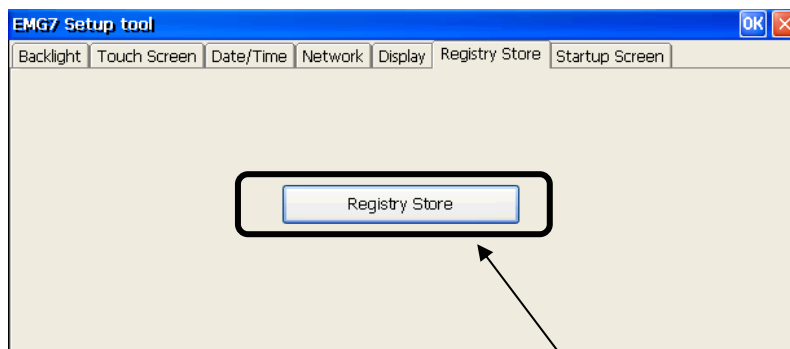 EMG7 Setup tool OK
Backlight Touch Screen Date/Time Network Display Registry Store Startup Screen
Registry Store